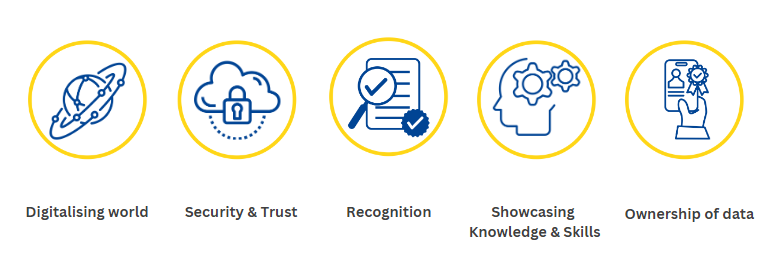 Digitalising world
Security & Trust
Recognition
Showcasing
Knowledge & Skills
Ownership of data